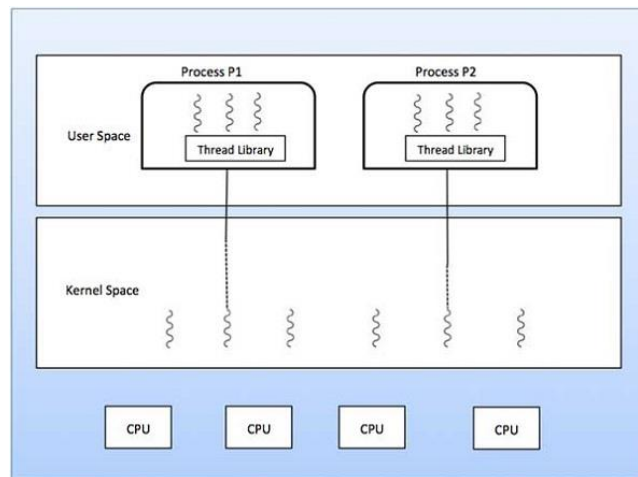 Process P1
Process P2
User Space
Thread Library
Thread Library
Kernel Space
CPU
CPU
CPU
CPU